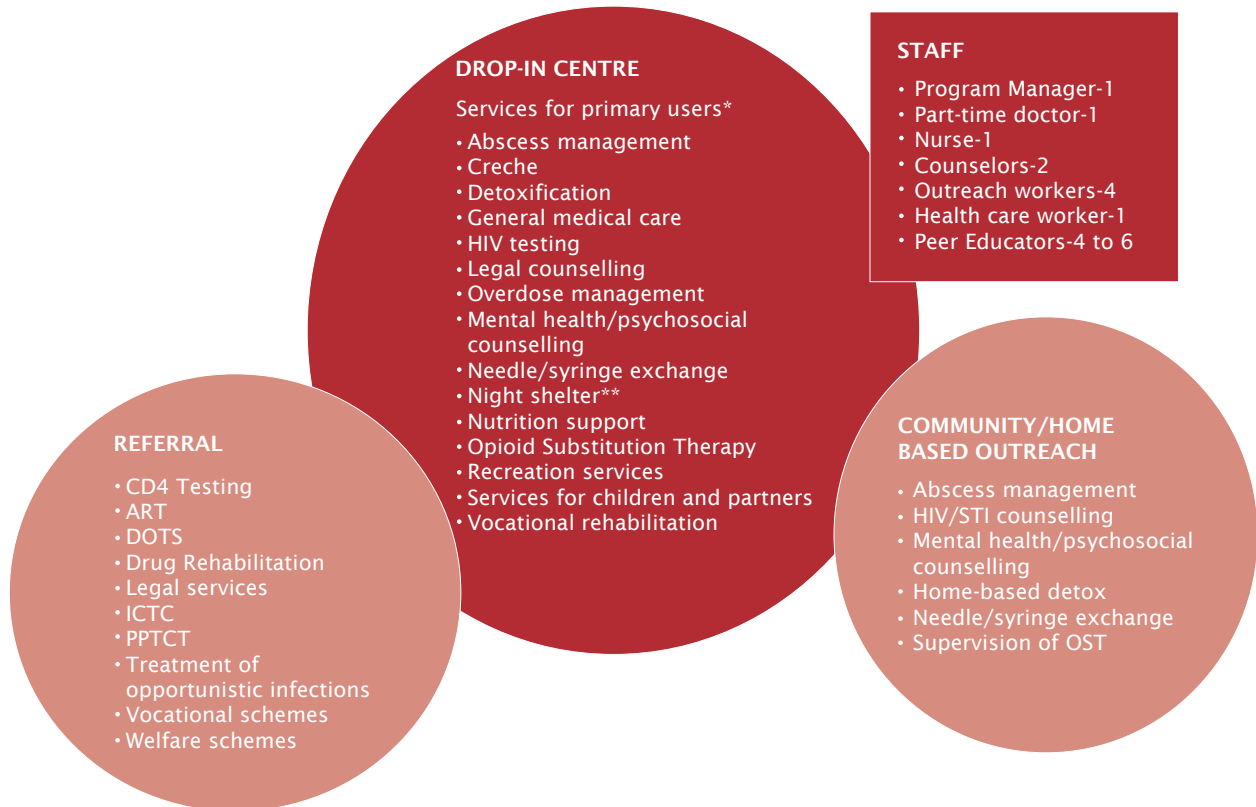 DROP-IN CENTRE
Services for primary users*
• Abscess management
• Creche
• Detoxification
• General medical care
• HIV testing
• Legal counselling
• Overdose management
• Mental health/psychosocial
counselling
• Needle/syringe exchange
• Night shelter**
• Nutrition support
• Opioid Substitution Therapy
• Recreation services
• Services for children and partners
• Vocational rehabilitation
STAFF
• Program Manager-1
• Part-time doctor-1
• Nurse-1
• Counselors-2
• Outreach workers-4
• Health care worker-1
• Peer Educators-4 to 6
REFERRAL
• CD4 Testing
• ART
• DOTS
• Drug Rehabilitation
• Legal services
• ICTC
• PPTCT
• Treatment of
opportunistic infections
• Vocational schemes
• Welfare schemes
COMMUNITY/HOME
BASED OUTREACH
• Abscess management
• HIV/STI counselling
• Mental health/psychosocial
counselling
• Home-based detox
• Needle/syringe exchange
• Supervision of OST